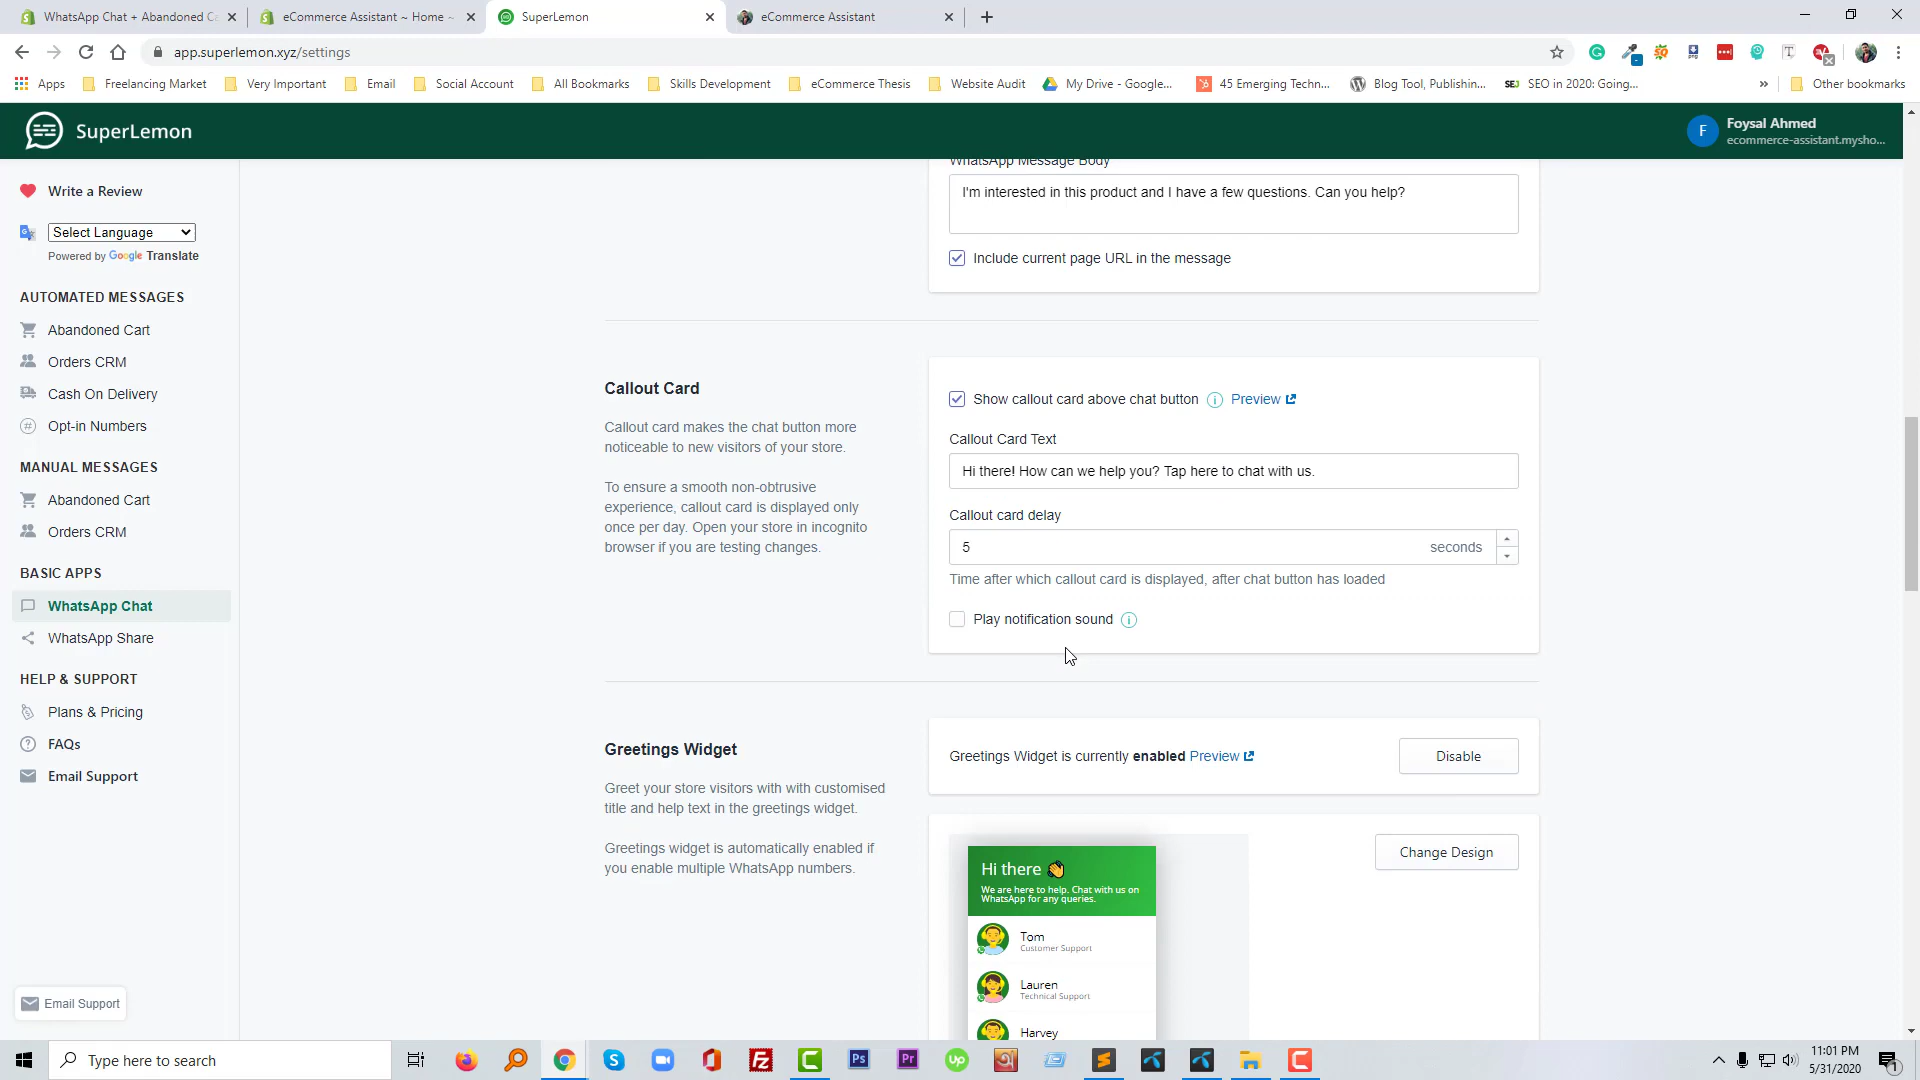 WhatsApp Chat + Abandoned Ca
eCommerce Assistant ~ Home ~
SuperLemon
eCommerce Assistant
app.superlemon.xyz/settings
Apps
Freelancing Market
Very Important
Email
Social Account
All Bookmarks
Skills Development
eCommerce Thesis
Website Audit
My Drive - Google...
45 Emerging Techn...
Blog Tool, Publishin...
SEJ
SEO in 2020: Going...
»
Other bookmarks
SuperLemon
F
Foysal Ahmed
ecommerce-assistant.mysho...
Write a Review
Select Language
Powered by Google Translate
AUTOMATED MESSAGES
Abandoned Cart
Orders CRM
Cash On Delivery
Opt-in Numbers
MANUAL MESSAGES
Abandoned Cart
Orders CRM
BASIC APPS
WhatsApp Chat
WhatsApp Share
HELP & SUPPORT
Plans & Pricing
FAQs
Email Support
Email Support
WhatsApp Message Body
I'm interested in this product and I have a few questions. Can you help?
Include current page URL in the message
Callout Card
Callout card makes the chat button more
noticeable to new visitors of your store.
To ensure a smooth non-obtrusive
experience, callout card is displayed only
once per day. Open your store in incognito
browser if you are testing changes.
Show callout card above chat button
Preview
Callout Card Text
Hi there! How can we help you? Tap here to chat with us.
Callout card delay
5
seconds
Time after which callout card is displayed, after chat button has loaded
Play notification sound
Greetings Widget
Greet your store visitors with with customised
title and help text in the greetings widget.
Greetings widget is automatically enabled if
you enable multiple WhatsApp numbers.
Greetings Widget is currently enabled Preview
Disable
Change Design
Hi there
We are here to help. Chat with us on
WhatsApp for any queries.
Tom
Customer Support
Lauren
Technical Support
Harvey
Type here to search
11:01 PM
5/31/2020